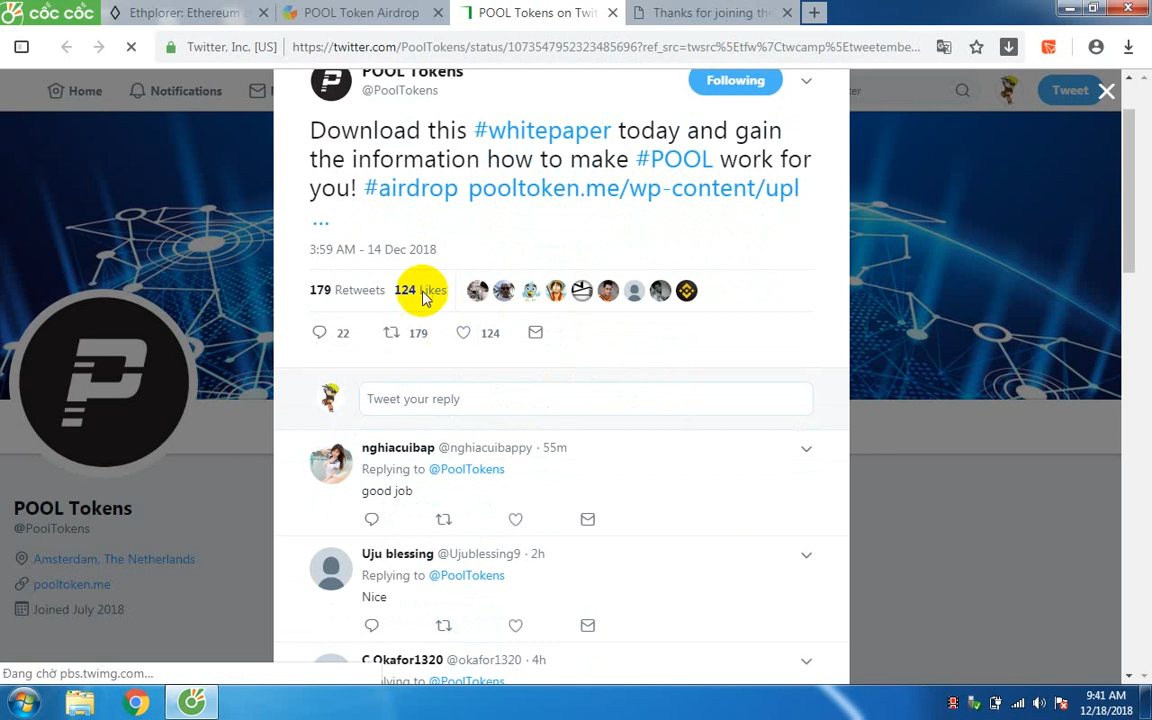 CỐC CỐC
Ethplorer: Ethereum
POOL Token Airdrop
POOL Tokens on Twi
Thanks for joining the
Twitter, Inc. [US]
https://twitter.com/PoolTokens/status/1073547952323485696?ref_src=twsrc%5Etfw%7Ctwcamp%5Etweetembe...
Home
Notifications
Tweet
POOL Tokens
@PoolTokens
Following
Download this #whitepaper today and gain
the information how to make #POOL work for
you! #airdrop pooltoken.me/wp-content/upl
...
3:59 AM - 14 Dec 2018
179 Retweets 124 Likes
22 179 124
Tweet your reply
nghiacuibap @nghiacuibappy · 55m
Replying to @PoolTokens
good job
Uju blessing @Ujublessing9 · 2h
Replying to @PoolTokens
Nice
C Okafor1320 @okafor1320 · 4h
@PoolTokens
POOL Tokens
@PoolTokens
Amsterdam, The Netherlands
pooltoken.me
Joined July 2018
Đang chờ pbs.twimg.com...
9:41 AM
12/18/2018